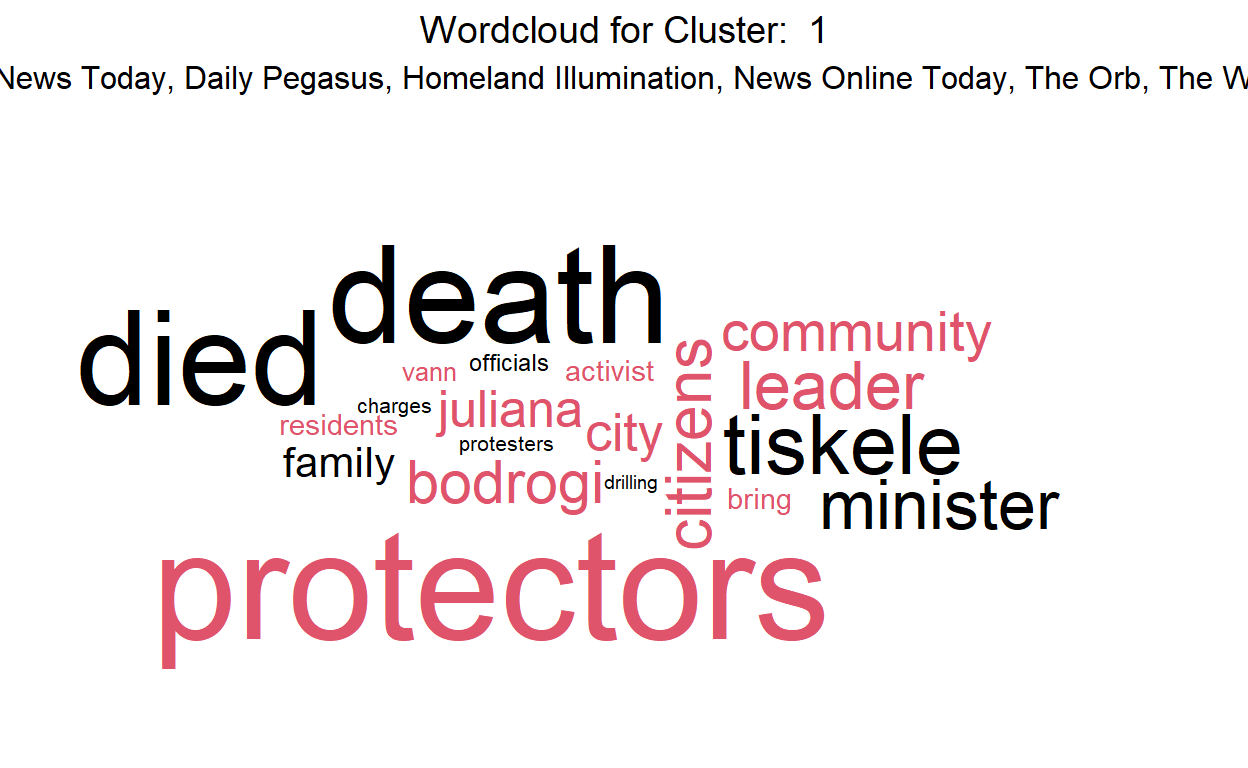 Wordcloud for Cluster: 1
News Today, Daily Pegasus, Homeland Illumination, News Online Today, The Orb, The W
death
died
community
officials
vann
activist
citizens
leader
charges
juliana
residents
city
protesters
tiskele
family
bodrogi
drilling
bring
minister
protectors